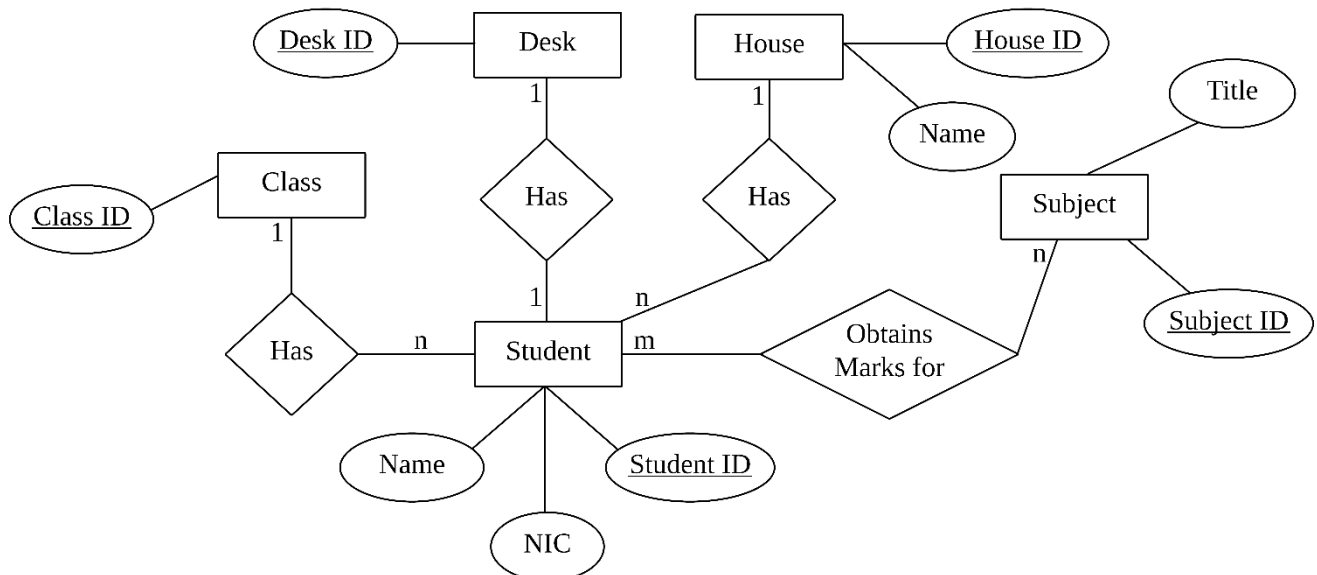 Desk ID
Desk
House
House ID
Title
1
1
Name
Class
Has
Has
Subject
Class ID
1
n
1
n
Subject ID
Has
n
Student
m
Obtains
Marks for
Name
Student ID
NIC